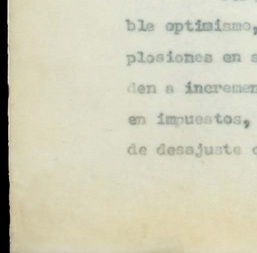 ble optimismo,
plosiones en s
den a incremen
en impuestos,
de desajuste